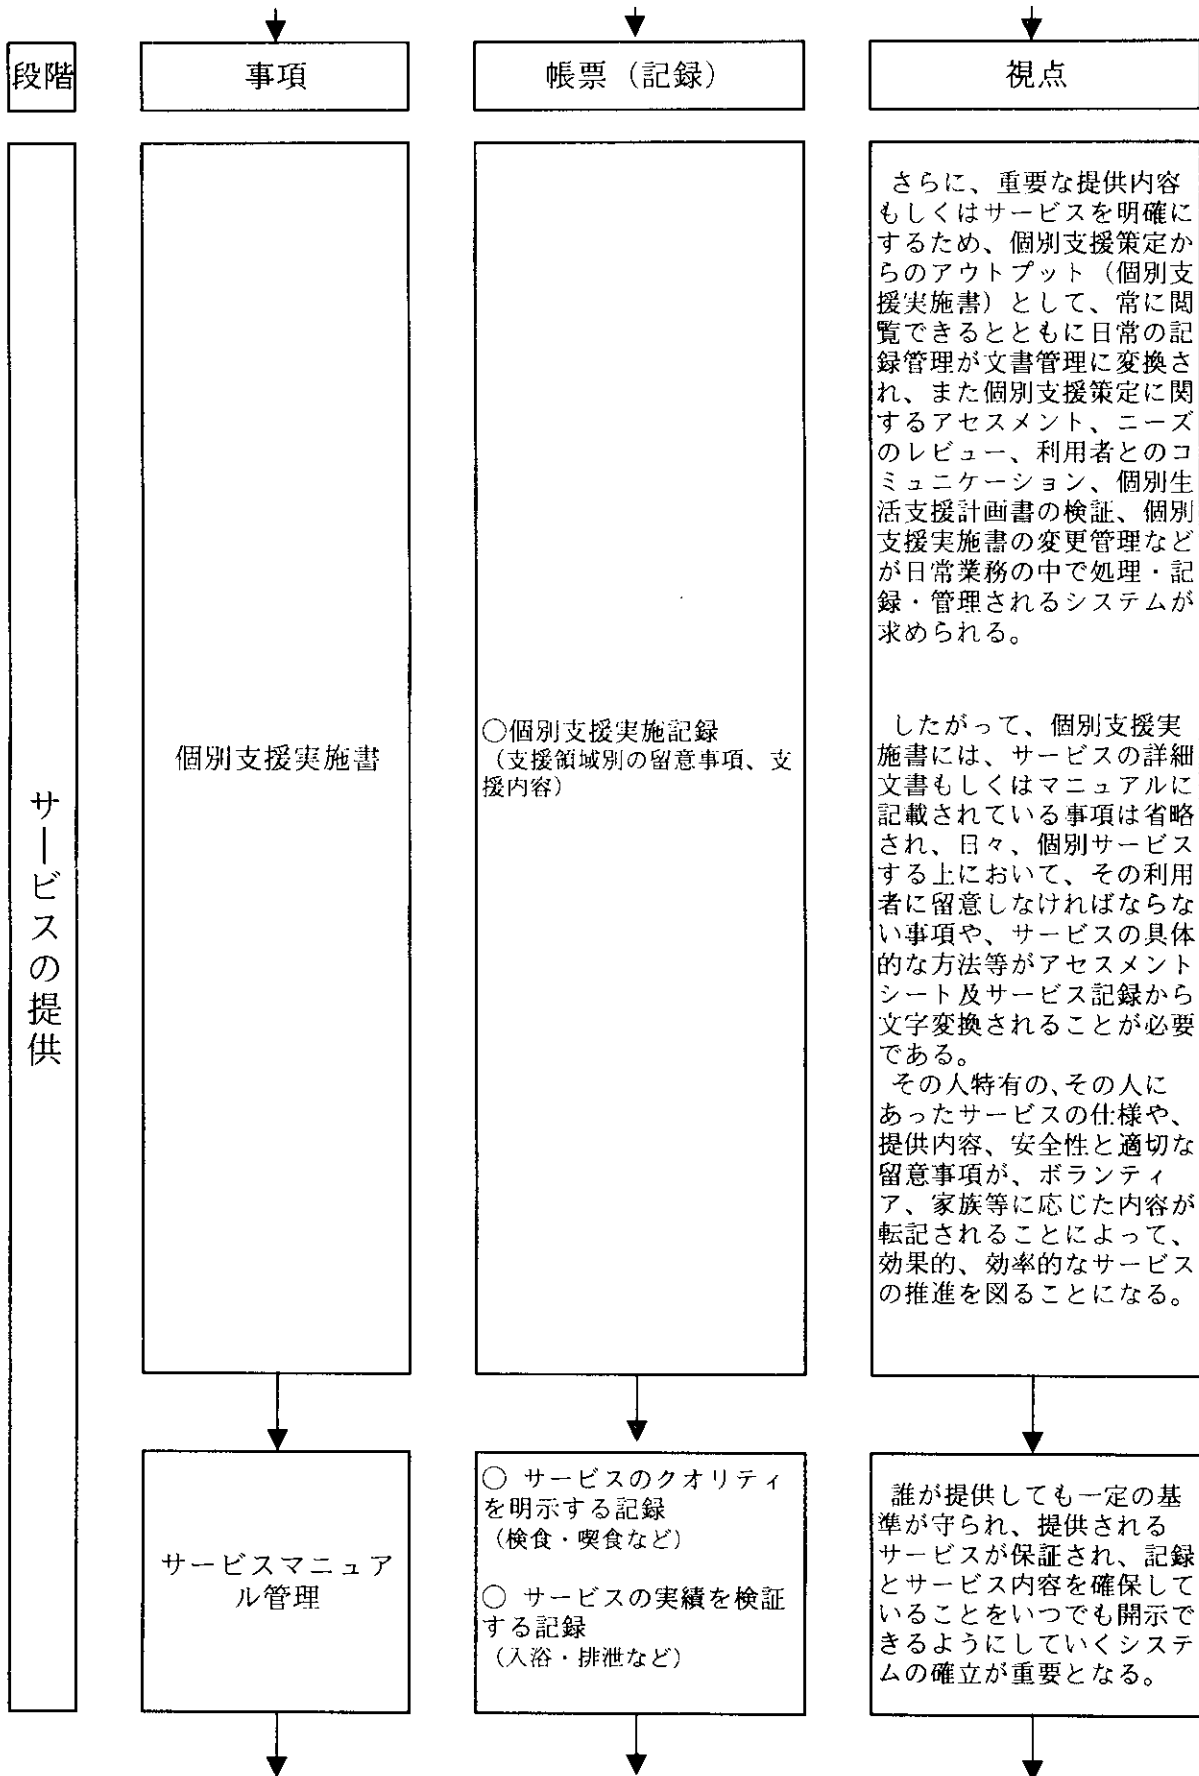 段階
事項
帳票（記録）
視点
サービスの提供
個別支援実施書
○個別支援実施記録
（支援領域別の留意事項、支
援内容）
さらに、重要な提供内容
もしくはサービスを明確に
するため、個別支援策定か
らのアウトプット（個別支
援実施書）として、常に閲
覧できるとともに日常の記
録管理が文書管理に変換さ
れ、また個別支援策定に関
するアセスメント、ニーズ
のレビュー、利用者とのコ
ミュニケーション、個別生
活支援計画書の検証、個別
支援実施書の変更管理など
が日常業務の中で処理・記
録・管理されるシステムが
求められる。
したがって、個別支援実
施書には、サービスの詳細
文書もしくはマニュアルに
記載されている事項は省略
され、日々、個別サービス
する上において、その利用
者に留意しなければならな
い事項や、サービスの具体
的な方法等がアセスメント
シート及サービス記録から
文字変換されることが必要
である。
その人特有の、その人に
あったサービスの仕様や、
提供内容、安全性と適切な
留意事項が、ボランティ
ア、家族等に応じた内容が
転記されることによって、
効果的、効率的なサービス
の推進を図ることになる。
サービスマニュア
ル管理
○ サービスのクオリティ
を明示する記録
（検食・喫食など）
○ サービスの実績を検証
する記録
（入浴・排泄など）
誰が提供しても一定の基
準が守られ、提供される
サービスが保証され、記録
とサービス内容を確保して
いることをいつでも開示で
きるようにしていくシステ
ムの確立が重要となる。